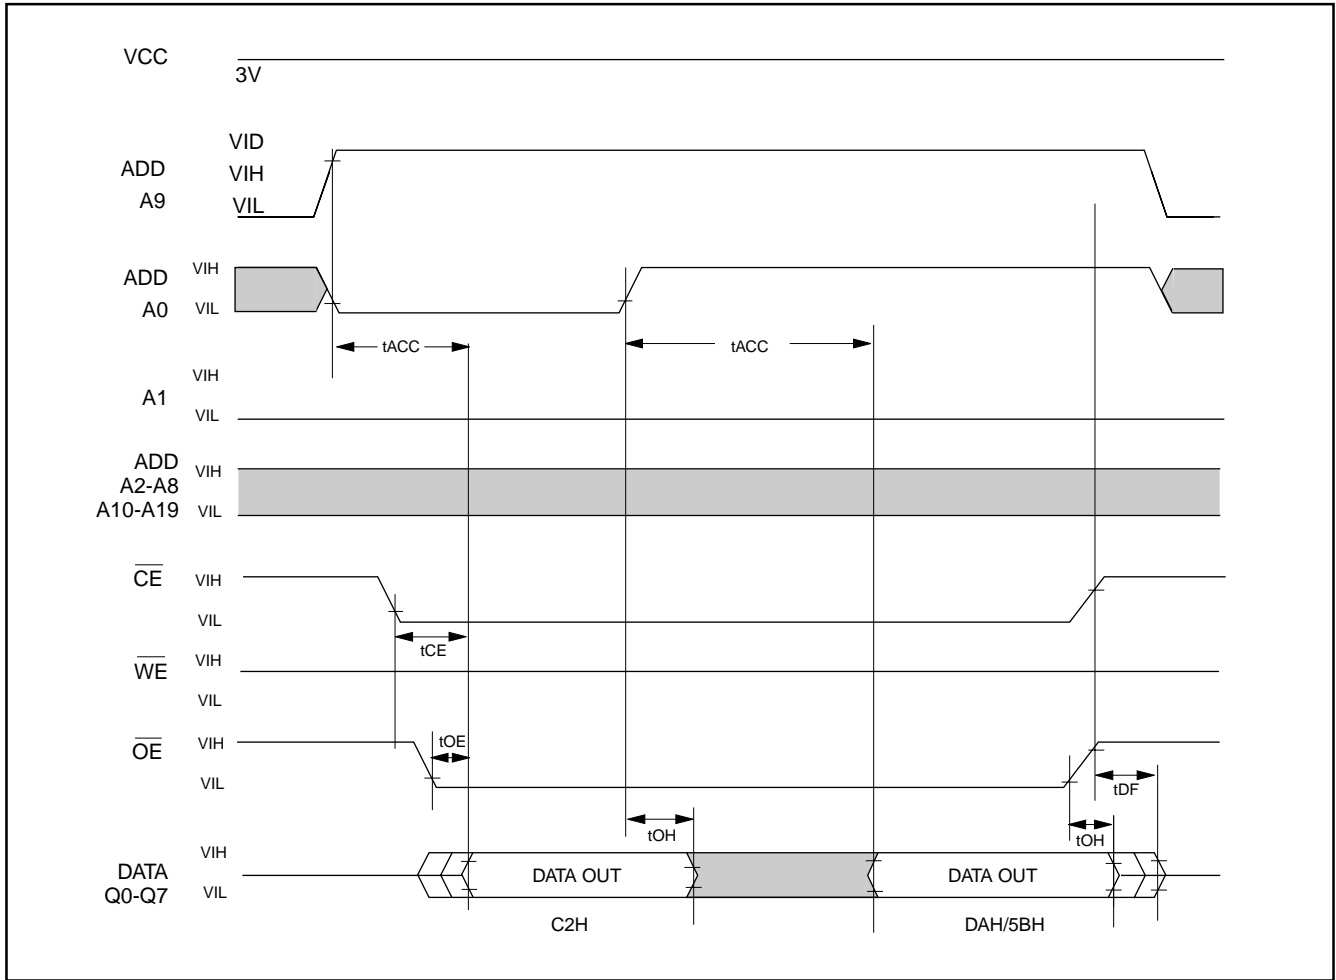 VCC
3V
VID
ADD VIH
A9 VIL
ADD VIH
A0 VIL
tACC tACC
VIH
A1
VIL
ADD
VIH
A2-A8
A10-A19 VIL
CE VIH
VIL
tCE
WE VIH
VIL
OE VIH
tOE
VIL
tDF
tOH tOH
VIH
DATA DATA OUT DATA OUT
Q0-Q7 VIL
C2H DAH/5BH